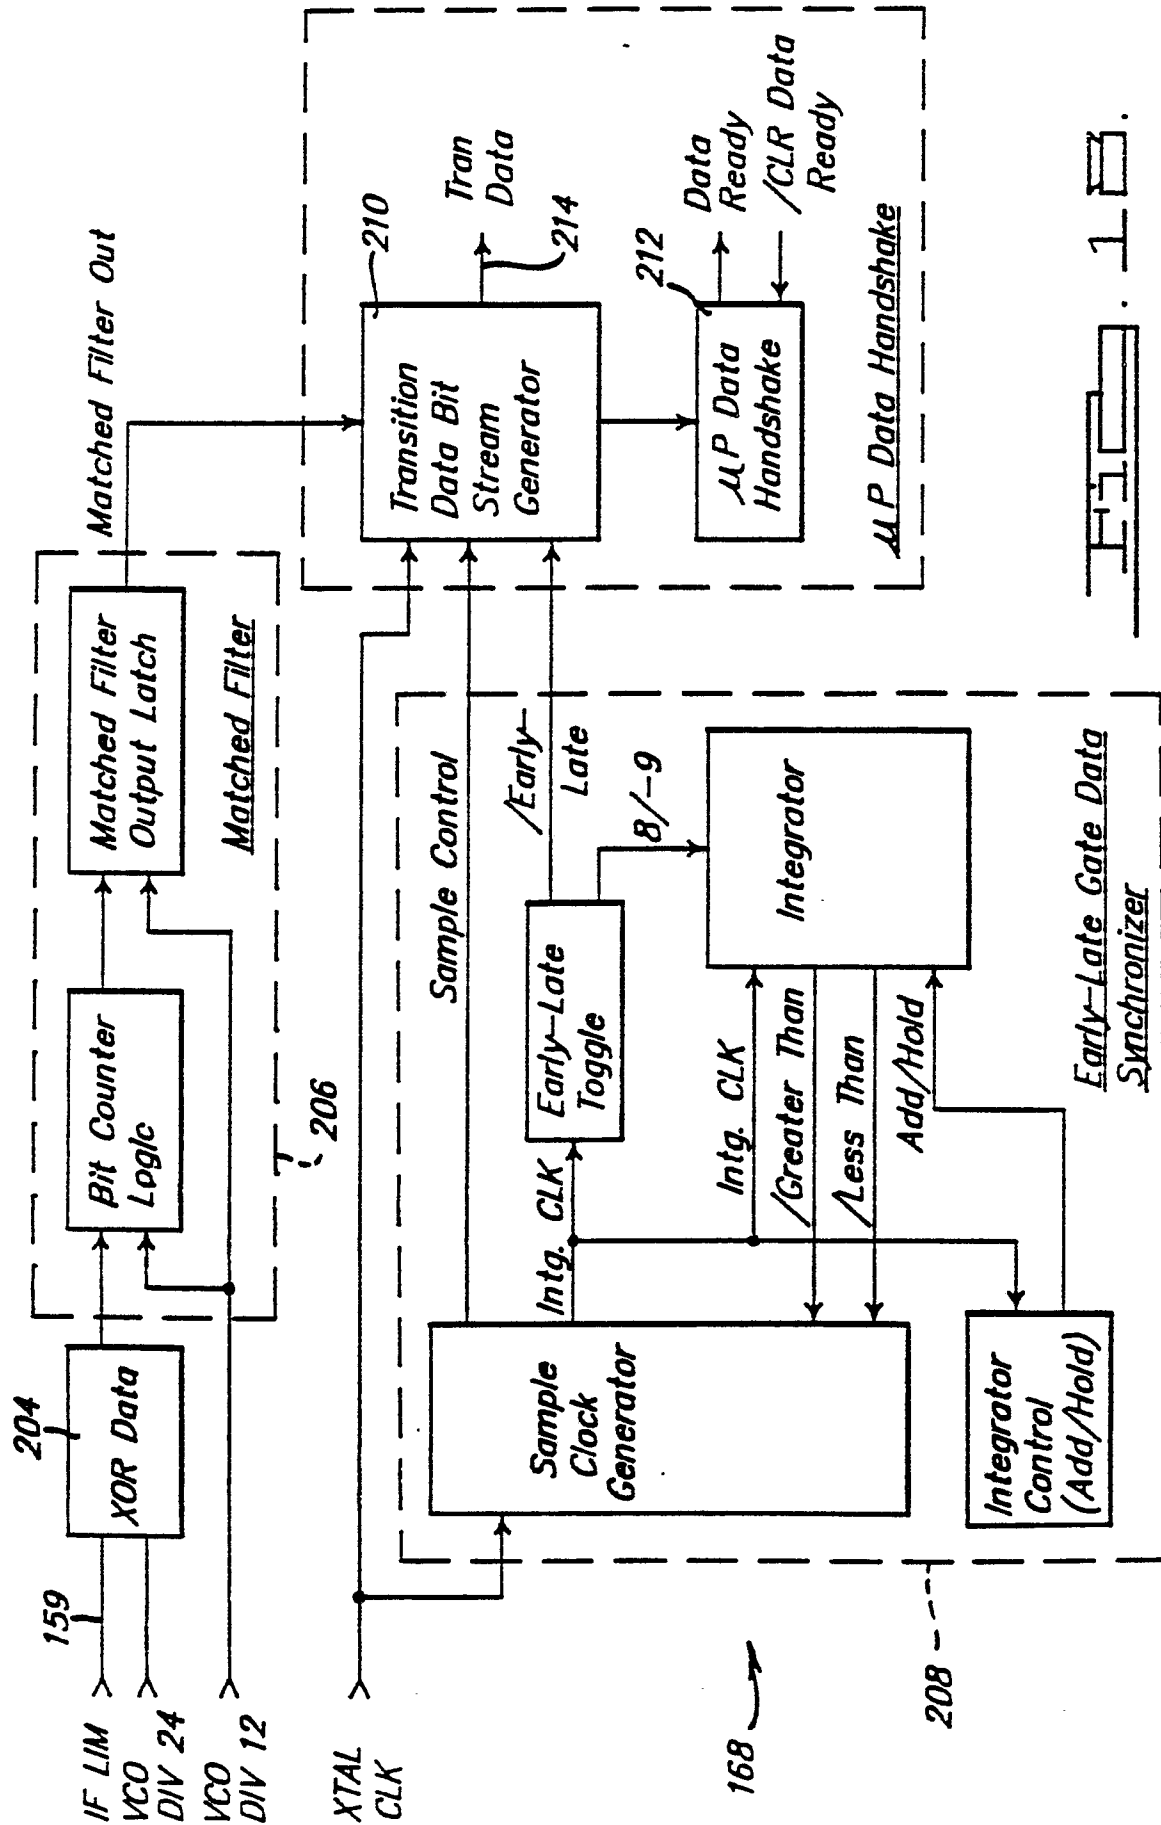 IF LIM
VCO
DIV 24
VCO
DIV 12
XTAL
CLK
159
204
XOR Data
Bit Counter
Logic
Matched Filter
Output Latch
Matched Filter
206
Matched Filter Out
Sample Control
/Early-
Late
Sample
Clock
Generator
Intg. CLK
Early-Late
Toggle
8/-9
Integrator
Intg. CLK
/Greater Than
/Less Than
Add/Hold
Integrator
Control
(Add/Hold)
Early-Late Gate Data
Synchronizer
208
168
Transition
Data Bit
Stream
Generator
210
Tran
Data
214
μP Data
Handshake
212
Data
Ready
/CLR Data
Ready
μP Data Handshake